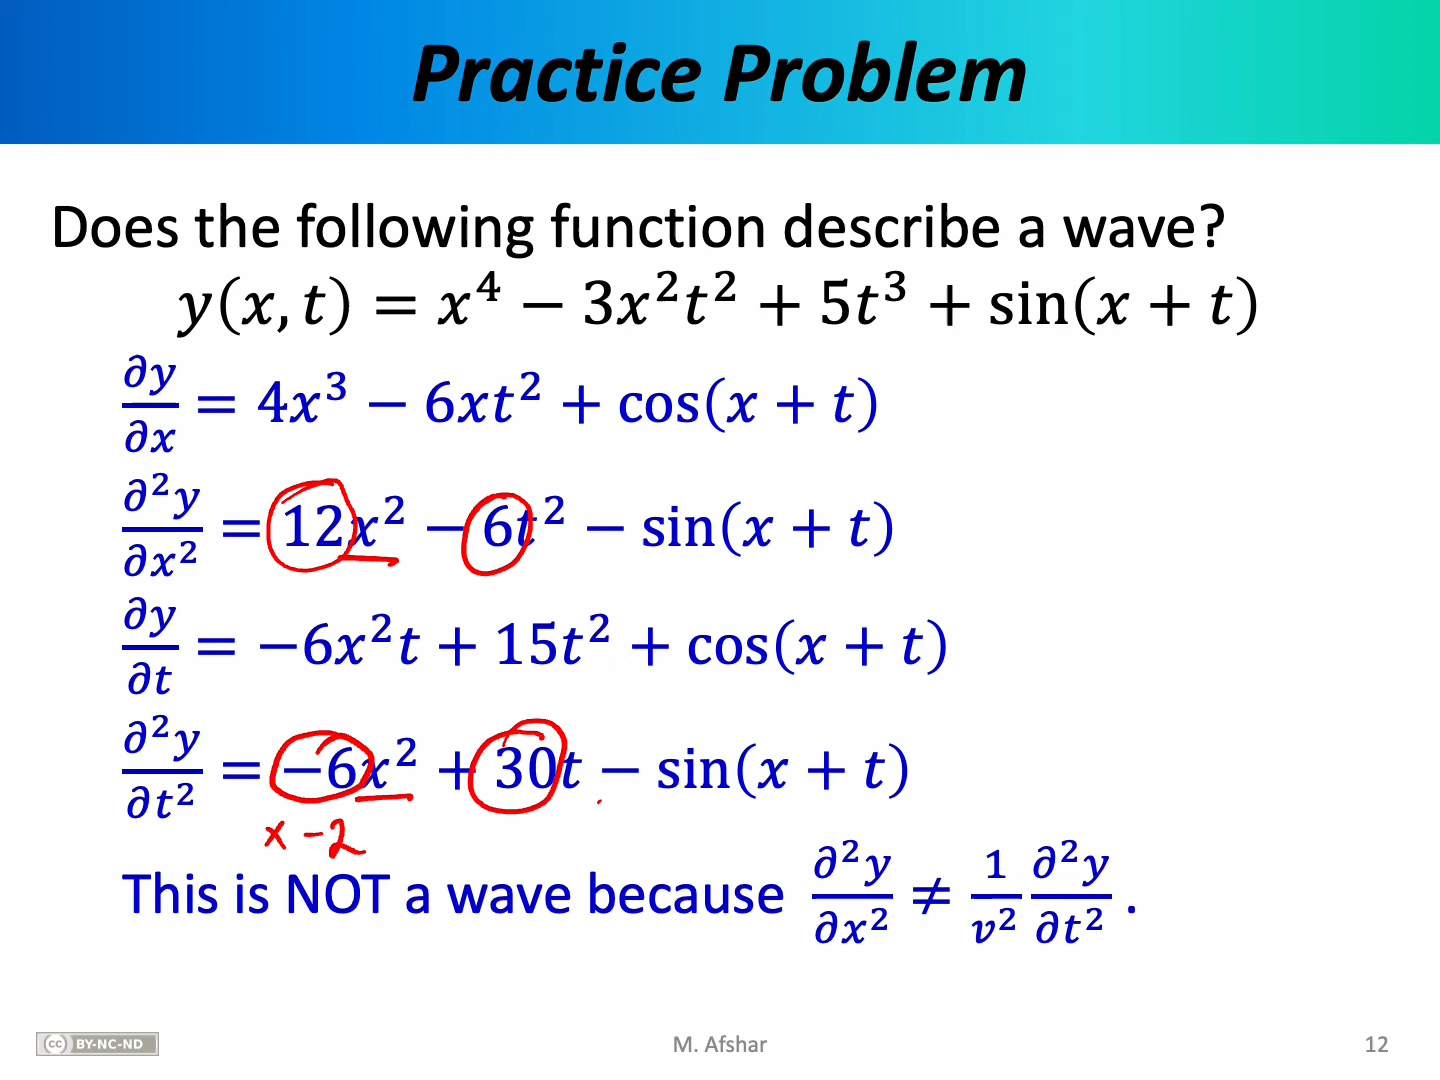 Practice Problem
Does the following function describe a wave?
y(x, t) = x⁴ − 3x²t² + 5t³ + sin(x + t)
∂y/∂x = 4x³ − 6xt² + cos(x + t)
∂²y/∂x² = 12x² − 6t² − sin(x + t)
∂y/∂t = −6x²t + 15t² + cos(x + t)
∂²y/∂t² = −6x² + 30t − sin(x + t)
x −2
This is NOT a wave because ∂²y/∂x² ≠ 1/v² ∂²y/∂t² .
cc BY-NC-ND
M. Afshar
12